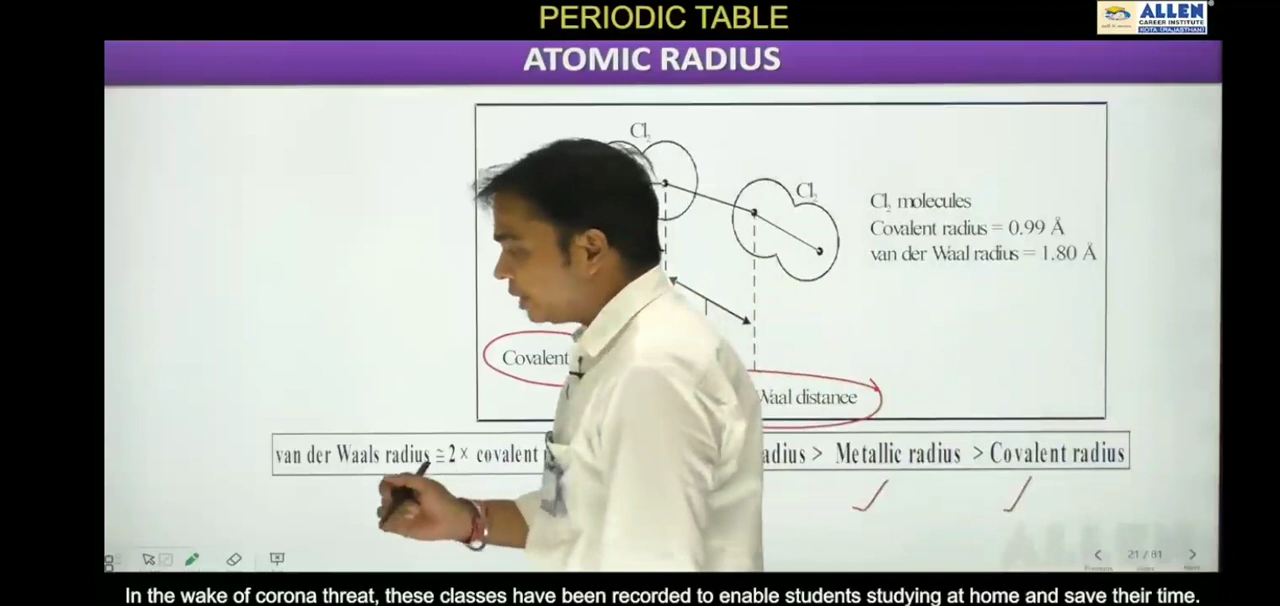 PERIODIC TABLE
ALLEN
CAREER INSTITUTE
KOTA (RAJASTHAN)
ATOMIC RADIUS
Cl₂
Cl₂
Cl₂ molecules
Covalent radius = 0.99 Å
van der Waal radius = 1.80 Å
Covalent
Waal distance
van der Waals radius ≅ 2 × covalent
adius > Metallic radius > Covalent radius
ALLEN
21 / 81
In the wake of corona threat, these classes have been recorded to enable students studying at home and save their time.